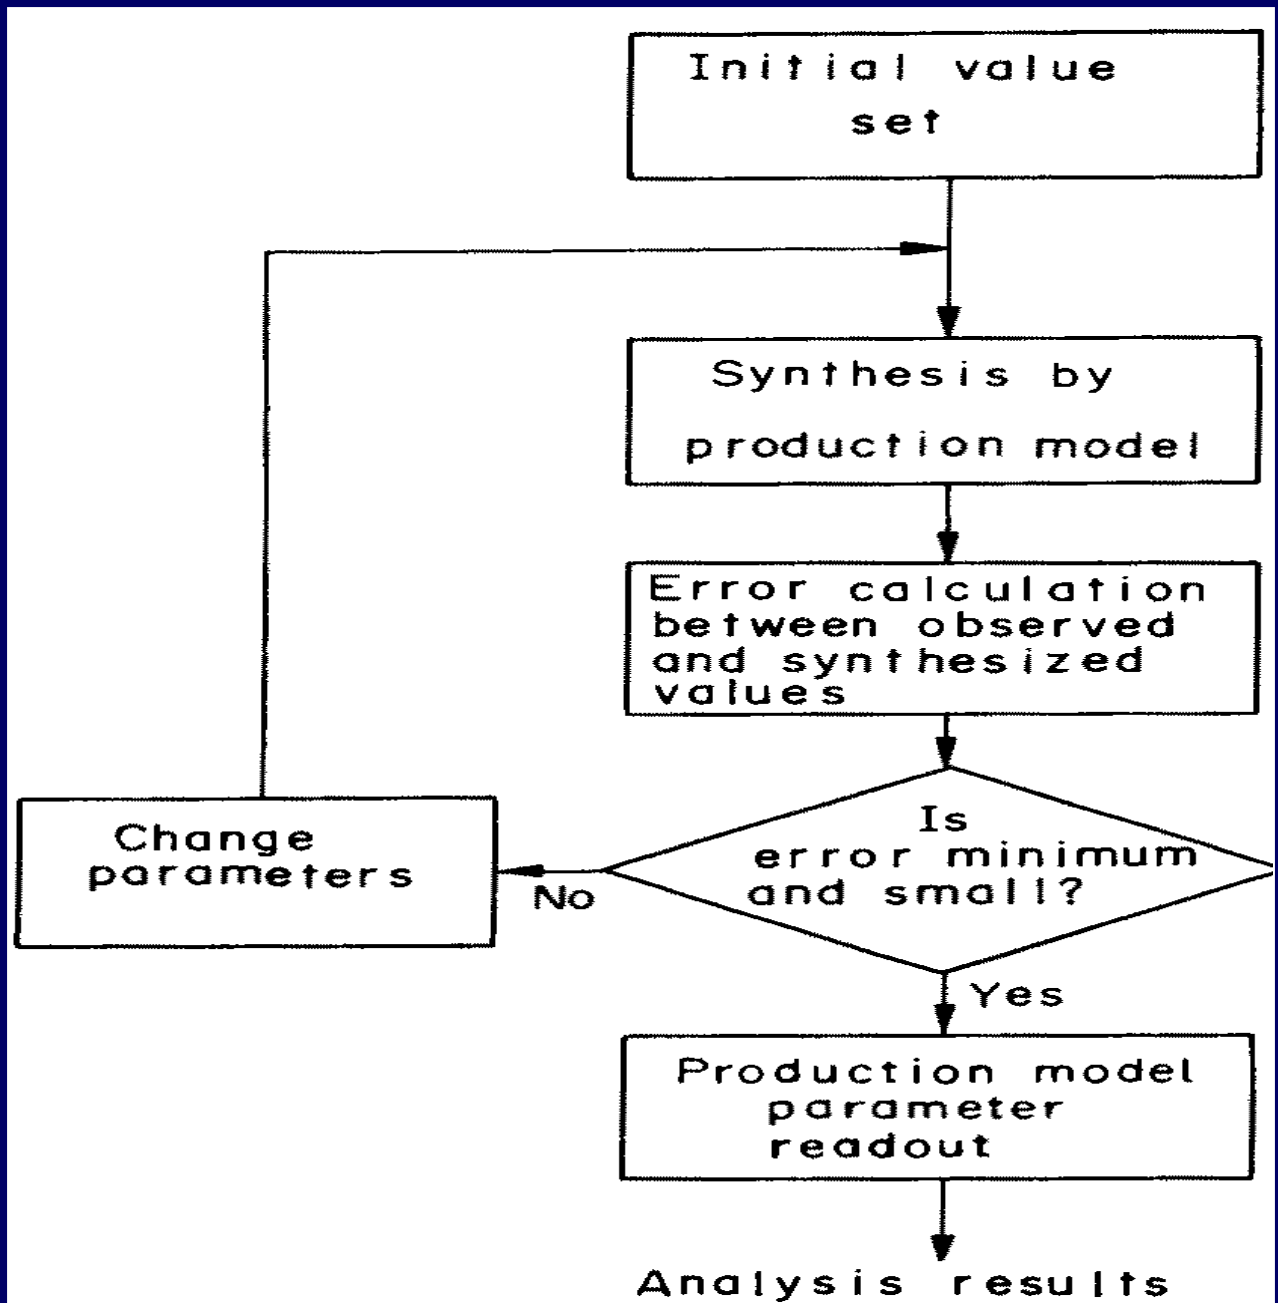 Initial value
set
Synthesis by
production model
Error calculation
between observed
and synthesized
values
Is
error minimum
and small?
No
Change
parameters
Yes
Production model
parameter
readout
Analysis results